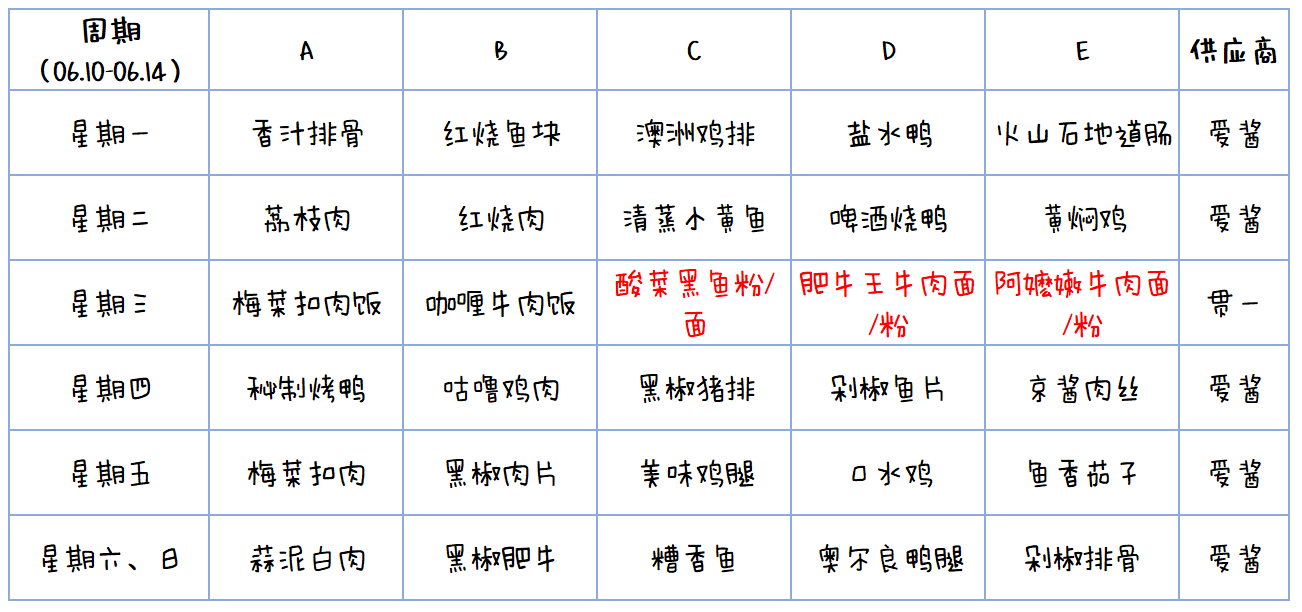 周期
(06.10-06.14)
A
B
C
D
E
供应商
星期一
香汁排骨
红烧鱼块
澳洲鸡排
盐水鸭
火山石地道肠
爱酱
星期二
荔枝肉
红烧肉
清蒸小黄鱼
啤酒烧鸭
黄焖鸡
爱酱
星期三
梅菜扣肉饭
咖喱牛肉饭
酸菜黑鱼粉/
面
肥牛王牛肉面
/粉
阿嬷嫩牛肉面
/粉
贯一
星期四
秘制烤鸭
咕噜鸡肉
黑椒猪排
剁椒鱼片
京酱肉丝
爱酱
星期五
梅菜扣肉
黑椒肉片
美味鸡腿
口水鸡
鱼香茄子
爱酱
星期六、日
蒜泥白肉
黑椒肥牛
糟香鱼
奥尔良鸭腿
剁椒排骨
爱酱